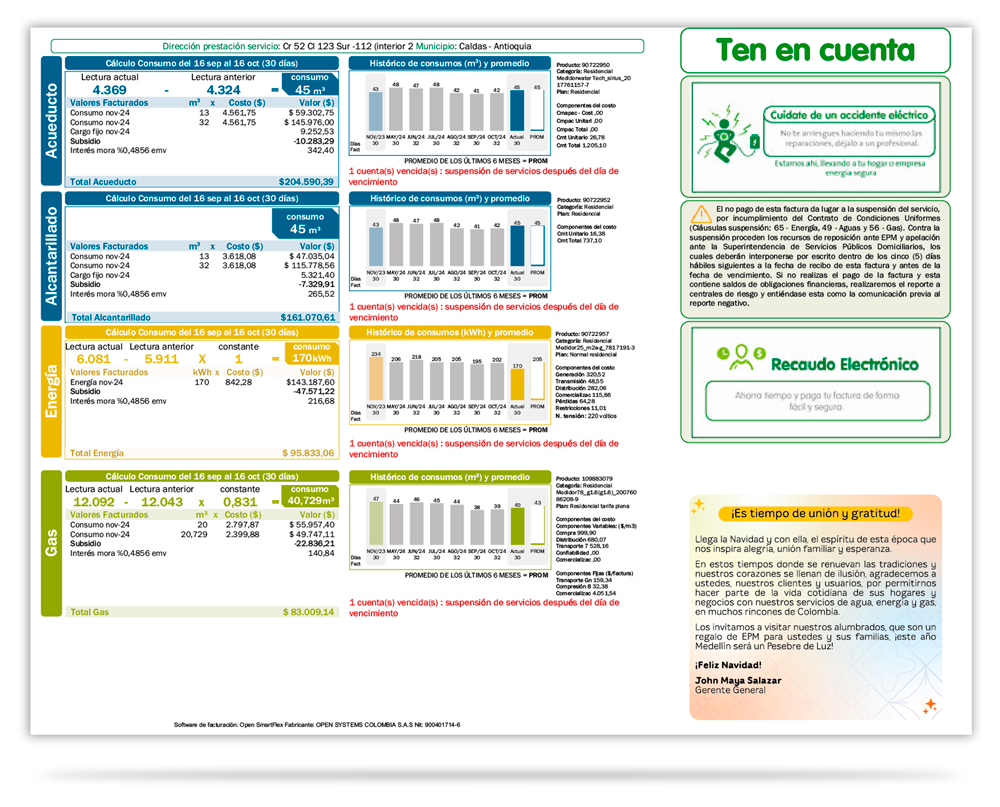 Dirección prestación servicio: Cr 52 Cl 123 Sur -112 (interior 2 Municipio: Caldas - Antioquia
Acueducto
Cálculo Consumo del 16 sep al 16 oct (30 días)
Lectura actual Lectura anterior consumo
4.369 - 4.324 = 45 m³
Valores Facturados m³ x Costo ($) Valor ($)
Consumo nov-24 13 4.561,75 $ 59.302,75
Consumo nov-24 32 4.561,75 $ 145.976,00
Cargo fijo nov-24 9.252,53
Subsidio -10.283,29
Interés mora %0,4856 emv 342,40
Total Acueducto $204.590,39
Histórico de consumos (m³) y promedio
43 48 47 48 42 41 42 45 45
NOV/23 MAY/24 JUN/24 JUL/24 AGO/24 SEP/24 OCT/24 Actual PROM
Días Fact 30 32 30 30 32 30 32 30
PROMEDIO DE LOS ÚLTIMOS 6 MESES = PROM
1 cuenta(s) vencida(s) : suspensión de servicios después del día de
vencimiento
Producto: 90722950
Categoría: Residencial
Medidorwater Tech_sirius_20
17761157-7
Plan: Residencial
Componentes del costo
Cmapac - Cost ,00
Cmpac Unitari ,00
Cmpac Total ,00
Cmt Unitario 26,78
Cmt Total 1.205,10
Alcantarillado
Cálculo Consumo del 16 sep al 16 oct (30 días)
consumo
45 m³
Valores Facturados m³ x Costo ($) Valor ($)
Consumo nov-24 13 3.618,08 $ 47.035,04
Consumo nov-24 32 3.618,08 $ 115.778,56
Cargo fijo nov-24 5.321,40
Subsidio -7.329,91
Interés mora %0,4856 emv 265,52
Total Alcantarillado $161.070,61
Histórico de consumos (m³) y promedio
43 48 47 48 42 41 42 45 45
NOV/23 MAY/24 JUN/24 JUL/24 AGO/24 SEP/24 OCT/24 Actual PROM
Días Fact 30 32 30 30 32 30 32 30
PROMEDIO DE LOS ÚLTIMOS 6 MESES = PROM
1 cuenta(s) vencida(s) : suspensión de servicios después del día de
vencimiento
Producto: 90722952
Categoría: Residencial
Plan: Residencial
Componentes del costo
Cmt Unitario 16,38
Cmt Total 737,10
Energía
Cálculo Consumo del 16 sep al 16 oct (30 días)
Lectura actual Lectura anterior constante consumo
6.081 - 5.911 X 1 = 170kWh
Valores Facturados kWh x Costo ($) Valor ($)
Energía nov-24 170 842,28 $143.187,60
Subsidio -47.571,22
Interés mora %0,4856 emv 216,68
Total Energía $ 95.833,06
Histórico de consumos (kWh) y promedio
234 206 218 205 205 195 202 170 205
NOV/23 MAY/24 JUN/24 JUL/24 AGO/24 SEP/24 OCT/24 Actual PROM
Días Fact 30 32 30 30 32 30 32 30
PROMEDIO DE LOS ÚLTIMOS 6 MESES = PROM
1 cuenta(s) vencida(s) : suspensión de servicios después del día de
vencimiento
Producto: 90722957
Categoría: Residencial
Medidor25_m2a-g_7817191-3
Plan: Normal residencial
Componentes del costo
Generación 320,52
Transmisión 48,55
Distribución 282,06
Comercializac 115,86
Pérdidas 64,28
Restricciones 11,01
N. tensión: 220 voltios
Gas
Cálculo Consumo del 16 sep al 16 oct (30 días)
Lectura actual Lectura anterior constante consumo
12.092 - 12.043 x 0,831 = 40,729m³
Valores Facturados m³ x Costo ($) Valor ($)
Consumo nov-24 20 2.797,87 $ 55.957,40
Consumo nov-24 20,729 2.399,88 $ 49.747,11
Subsidio -22.836,21
Interés mora %0,4856 emv 140,84
Total Gas $ 83.009,14
Histórico de consumos (m³) y promedio
47 44 46 45 44 38 39 40 43
NOV/23 MAY/24 JUN/24 JUL/24 AGO/24 SEP/24 OCT/24 Actual PROM
Días Fact 30 32 30 30 32 30 32 30
PROMEDIO DE LOS ÚLTIMOS 6 MESES = PROM
1 cuenta(s) vencida(s) : suspensión de servicios después del día de
vencimiento
Producto: 109883079
Categoría: Residencial
Medidor78_g1.6(g1.6)_200760
86208-9
Plan: Residencial tarifa plena
Componentes del costo
Componentes Variables: ($/m3)
Compra 999,90
Distribución 680,07
Transporte 7 528,16
Confiabilidad ,00
Comercializac ,00
Componentes Fijas ($/factura)
Transporte Gn 159,34
Compresión B 32,38
Comercializac 4.051,54
Software de facturación: Open SmartFlex Fabricante: OPEN SYSTEMS COLOMBIA S.A.S Nit: 900401714-6
Ten en cuenta
Cuídate de un accidente eléctrico
No te arriesgues haciendo tu mismo las
reparaciones, déjalo a un profesional.
Estamos ahí, llevando a tu hogar o empresa
energía segura
El no pago de esta factura da lugar a la suspensión del servicio,
por incumplimiento del Contrato de Condiciones Uniformes
(Cláusulas suspensión: 65 - Energía, 49 - Aguas y 56 - Gas). Contra la
suspensión proceden los recursos de reposición ante EPM y apelación
ante la Superintendencia de Servicios Públicos Domiciliarios, los
cuales deberán interponerse por escrito dentro de los cinco (5) días
hábiles siguientes a la fecha de recibo de esta factura y antes de la
fecha de vencimiento. Si no realizas el pago de la factura y esta
contiene saldos de obligaciones financieras, realizaremos el reporte a
centrales de riesgo y entiéndase esta como la comunicación previa al
reporte negativo.
Recaudo Electrónico
Ahorra tiempo y paga tu factura de forma
fácil y segura.
¡Es tiempo de unión y gratitud!
Llega la Navidad y con ella, el espíritu de esta época que
nos inspira alegría, unión familiar y esperanza.
En estos tiempos donde se renuevan las tradiciones y
nuestros corazones se llenan de ilusión, agradecemos a
ustedes, nuestros clientes y usuarios, por permitirnos
hacer parte de la vida cotidiana de sus hogares y
negocios con nuestros servicios de agua, energía y gas,
en muchos rincones de Colombia.
Los invitamos a visitar nuestros alumbrados, que son un
regalo de EPM para ustedes y sus familias, ¡este año
Medellín será un Pesebre de Luz!
¡Feliz Navidad!
John Maya Salazar
Gerente General